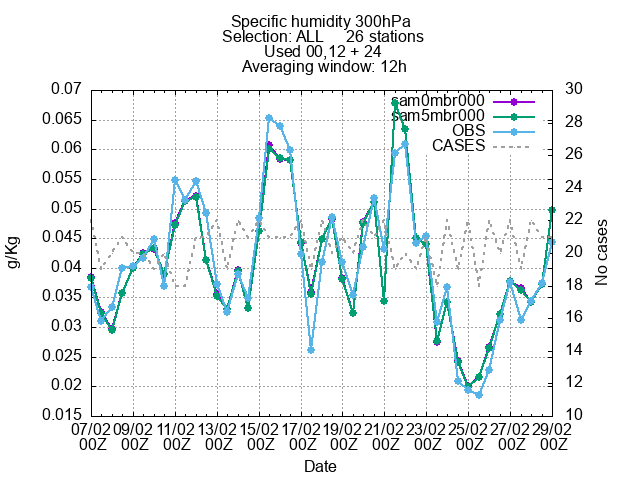 Specific humidity 300hPa
Selection: ALL 26 stations
Used 00,12 + 24
Averaging window: 12h
0.07
0.065
0.06
0.055
0.05
0.045
0.04
0.035
0.03
0.025
0.02
0.015
g/Kg
sam0mbr000
sam5mbr000
OBS
CASES
30
28
26
24
22
20
18
16
14
12
10
No cases
07/02 09/02 11/02 13/02 15/02 17/02 19/02 21/02 23/02 25/02 27/02 29/02
00Z 00Z 00Z 00Z 00Z 00Z 00Z 00Z 00Z 00Z 00Z 00Z
Date